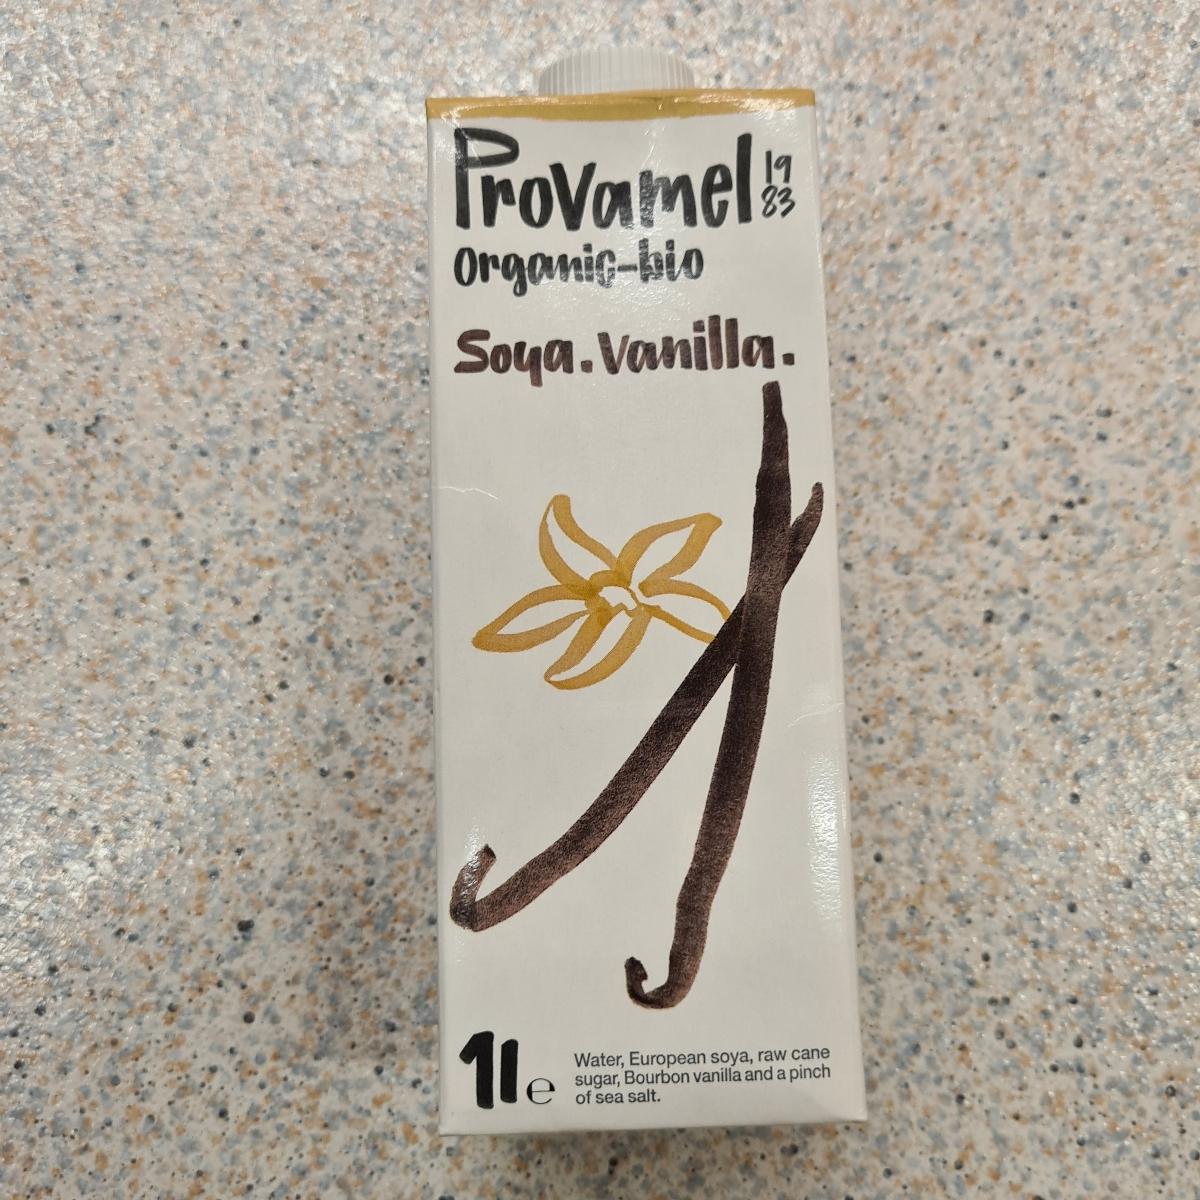 Provamel 19
83
organic-bio
Soya. Vanilla.
1l e
Water, European soya, raw cane
sugar, Bourbon vanilla and a pinch
of sea salt.